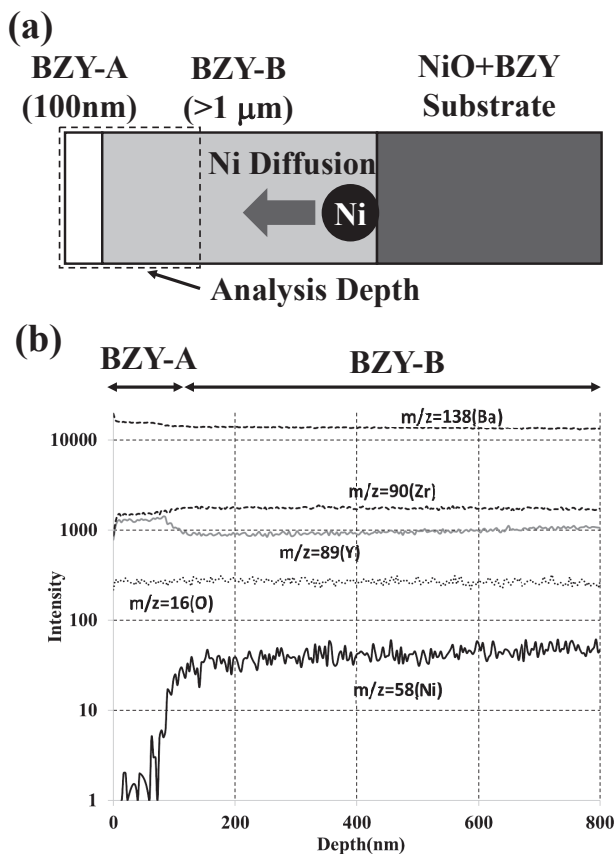 (a)
BZY-A
(100nm)
BZY-B
(>1 μm)
NiO+BZY
Substrate
Ni Diffusion
Ni
Analysis Depth
(b)
BZY-A
BZY-B
m/z=138(Ba)
m/z=90(Zr)
m/z=89(Y)
m/z=16(O)
m/z=58(Ni)
Intensity
10000
1000
100
10
1
0
200
400
600
800
Depth(nm)